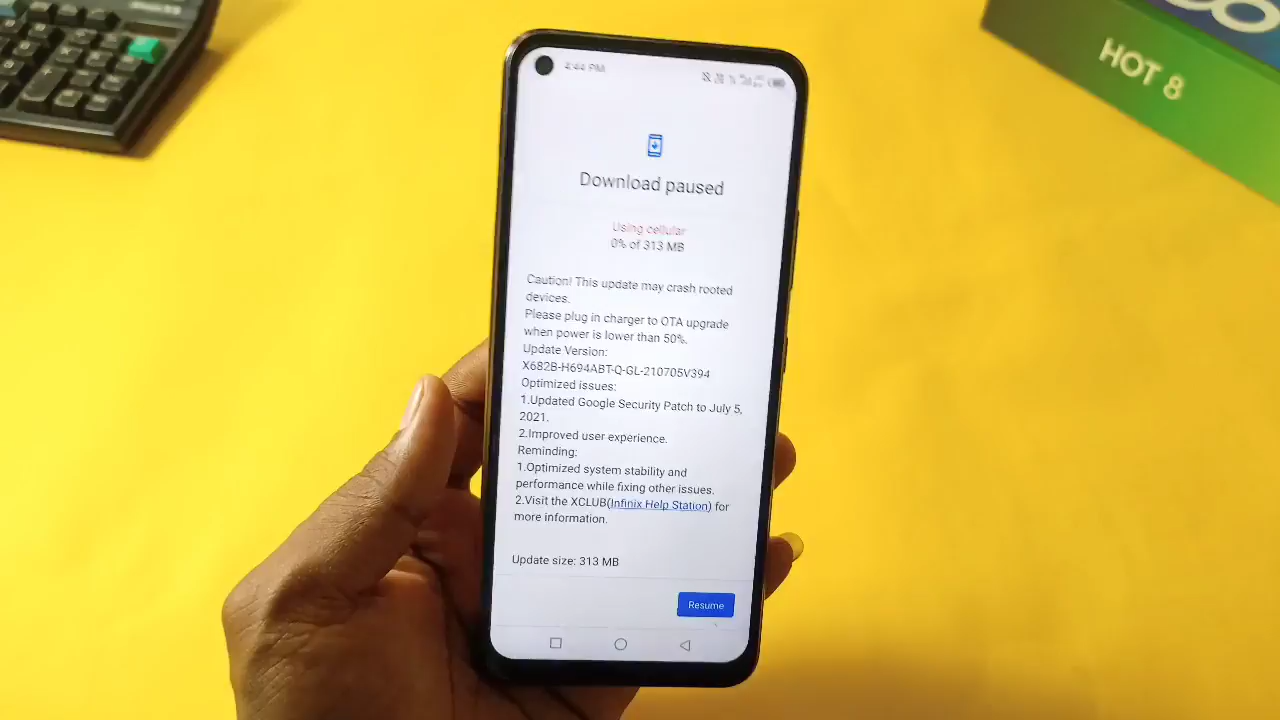 4:44 PM
HOT 8
Download paused
Using cellular
0% of 313 MB
Caution! This update may crash rooted
devices.
Please plug in charger to OTA upgrade
when power is lower than 50%.
Update Version:
X682B-H694ABT-Q-GL-210705V394
Optimized issues:
1.Updated Google Security Patch to July 5,
2021.
2.Improved user experience.
Reminding:
1.Optimized system stability and
performance while fixing other issues.
2.Visit the XCLUB(Infinix Help Station) for
more information.
Update size: 313 MB
Resume